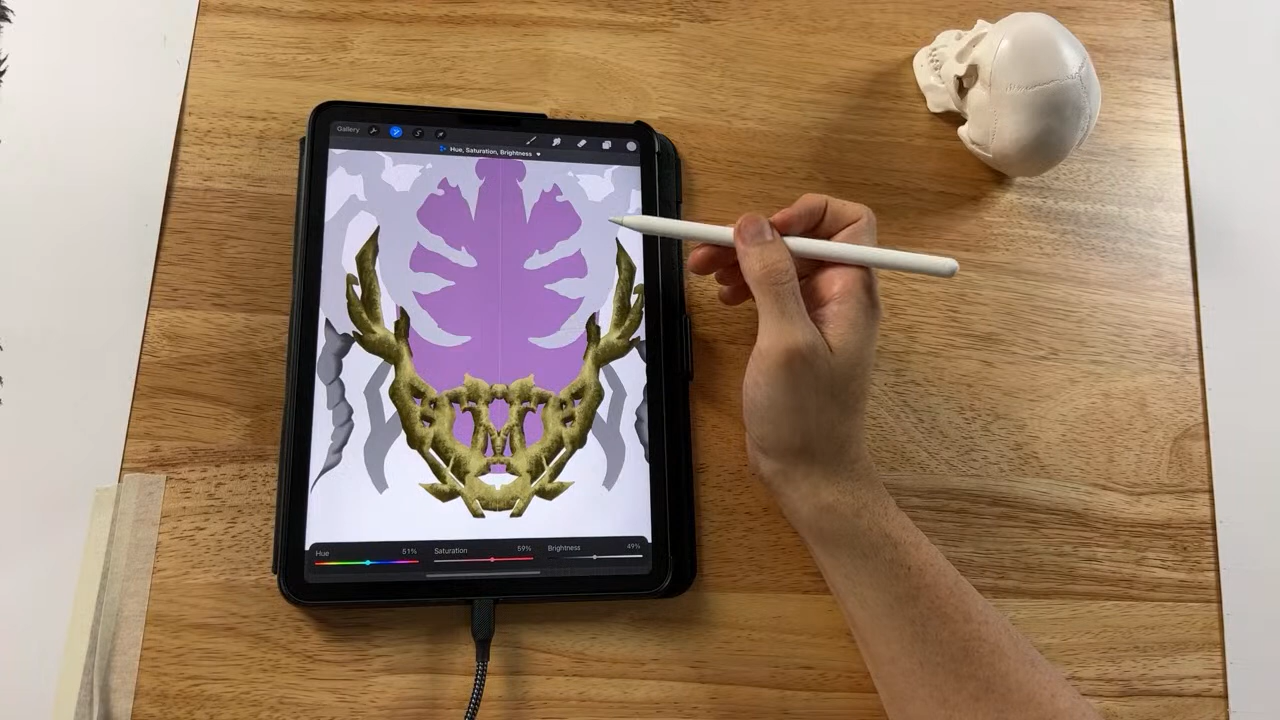 Gallery
Hue, Saturation, Brightness
Hue 51% Saturation 59% Brightness 49%